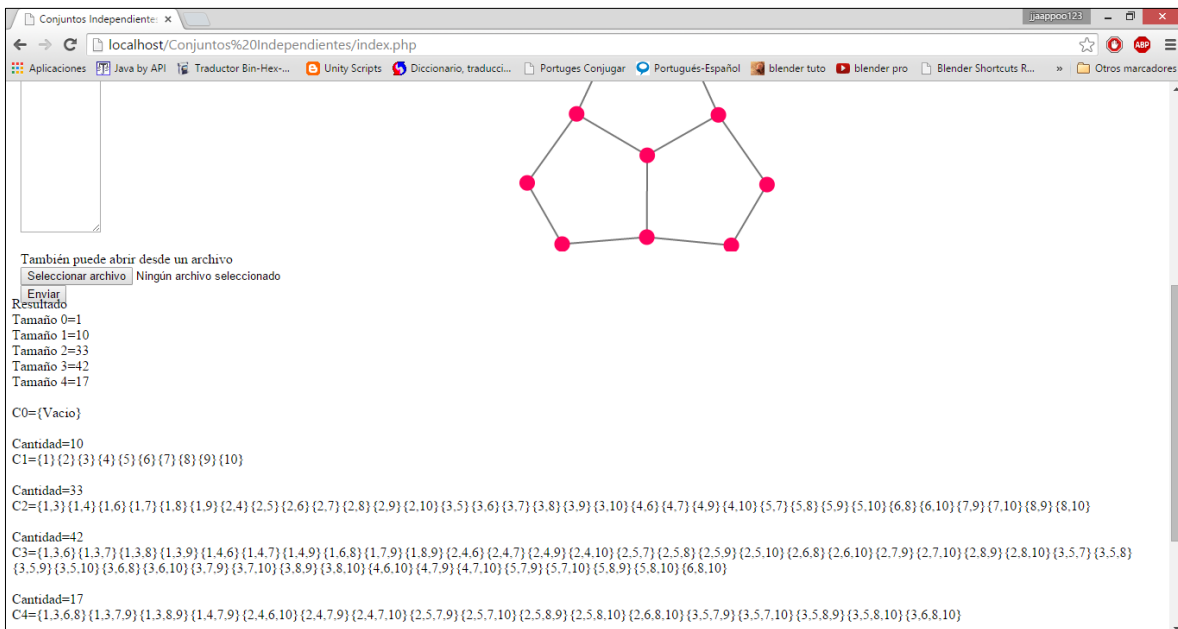 Conjuntos Independiente:
jjaappoo123
localhost/Conjuntos%20Independientes/index.php
ABP
Aplicaciones Java by API Traductor Bin-Hex-... Unity Scripts Diccionario, traducci... Portuges Conjugar Portugués-Español blender tuto blender pro Blender Shortcuts R... » Otros marcadores
También puede abrir desde un archivo
Seleccionar archivo Ningún archivo seleccionado
Enviar
Resultado
Tamaño 0=1
Tamaño 1=10
Tamaño 2=33
Tamaño 3=42
Tamaño 4=17
C0={Vacio}
Cantidad=10
C1={1}{2}{3}{4}{5}{6}{7}{8}{9}{10}
Cantidad=33
C2={1,3}{1,4}{1,6}{1,7}{1,8}{1,9}{2,4}{2,5}{2,6}{2,7}{2,8}{2,9}{2,10}{3,5}{3,6}{3,7}{3,8}{3,9}{3,10}{4,6}{4,7}{4,9}{4,10}{5,7}{5,8}{5,9}{5,10}{6,8}{6,10}{7,9}{7,10}{8,9}{8,10}
Cantidad=42
C3={1,3,6}{1,3,7}{1,3,8}{1,3,9}{1,4,6}{1,4,7}{1,4,9}{1,6,8}{1,7,9}{1,8,9}{2,4,6}{2,4,7}{2,4,9}{2,4,10}{2,5,7}{2,5,8}{2,5,9}{2,5,10}{2,6,8}{2,6,10}{2,7,9}{2,7,10}{2,8,9}{2,8,10}{3,5,7}{3,5,8}
{3,5,9}{3,5,10}{3,6,8}{3,6,10}{3,7,9}{3,7,10}{3,8,9}{3,8,10}{4,6,10}{4,7,9}{4,7,10}{5,7,9}{5,7,10}{5,8,9}{5,8,10}{6,8,10}
Cantidad=17
C4={1,3,6,8}{1,3,7,9}{1,3,8,9}{1,4,7,9}{2,4,6,10}{2,4,7,9}{2,4,7,10}{2,5,7,9}{2,5,7,10}{2,5,8,9}{2,5,8,10}{2,6,8,10}{3,5,7,9}{3,5,7,10}{3,5,8,9}{3,5,8,10}{3,6,8,10}